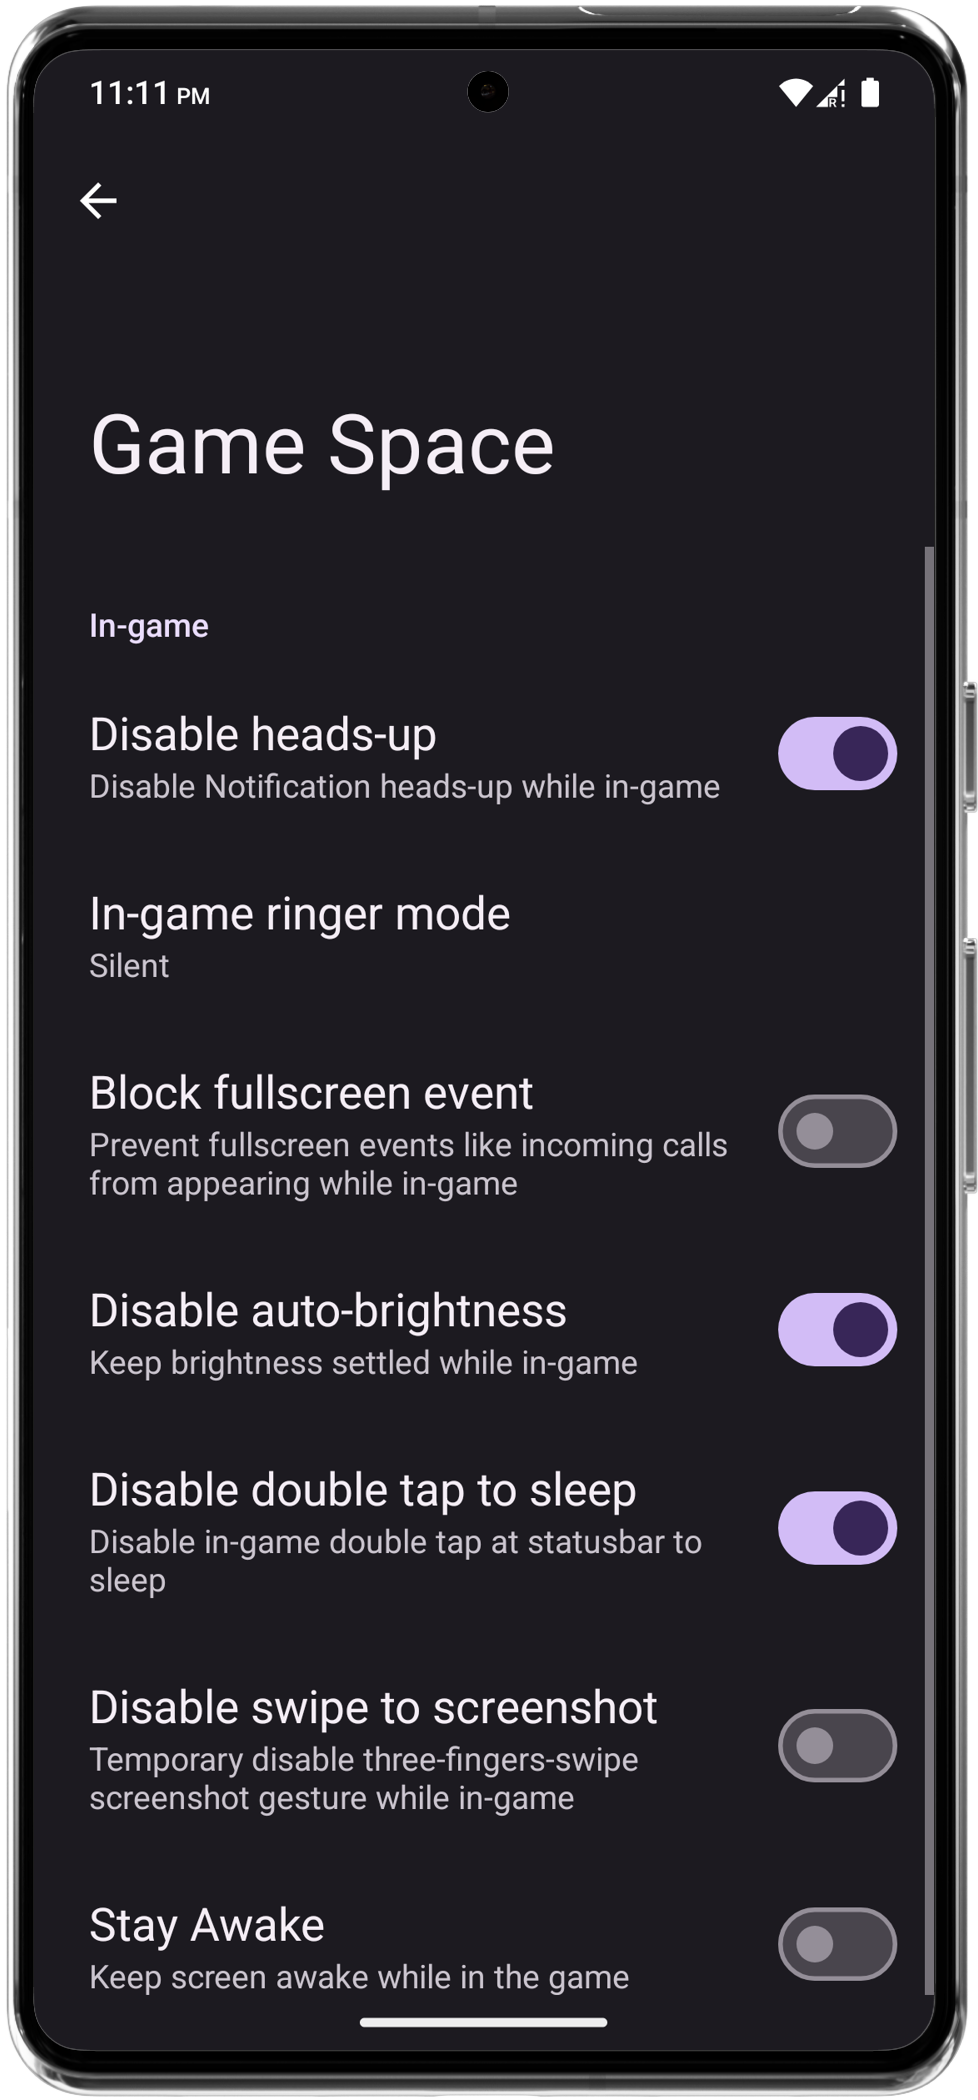 11:11 PM
R
Game Space
In-game
Disable heads-up
Disable Notification heads-up while in-game
In-game ringer mode
Silent
Block fullscreen event
Prevent fullscreen events like incoming calls
from appearing while in-game
Disable auto-brightness
Keep brightness settled while in-game
Disable double tap to sleep
Disable in-game double tap at statusbar to
sleep
Disable swipe to screenshot
Temporary disable three-fingers-swipe
screenshot gesture while in-game
Stay Awake
Keep screen awake while in the game